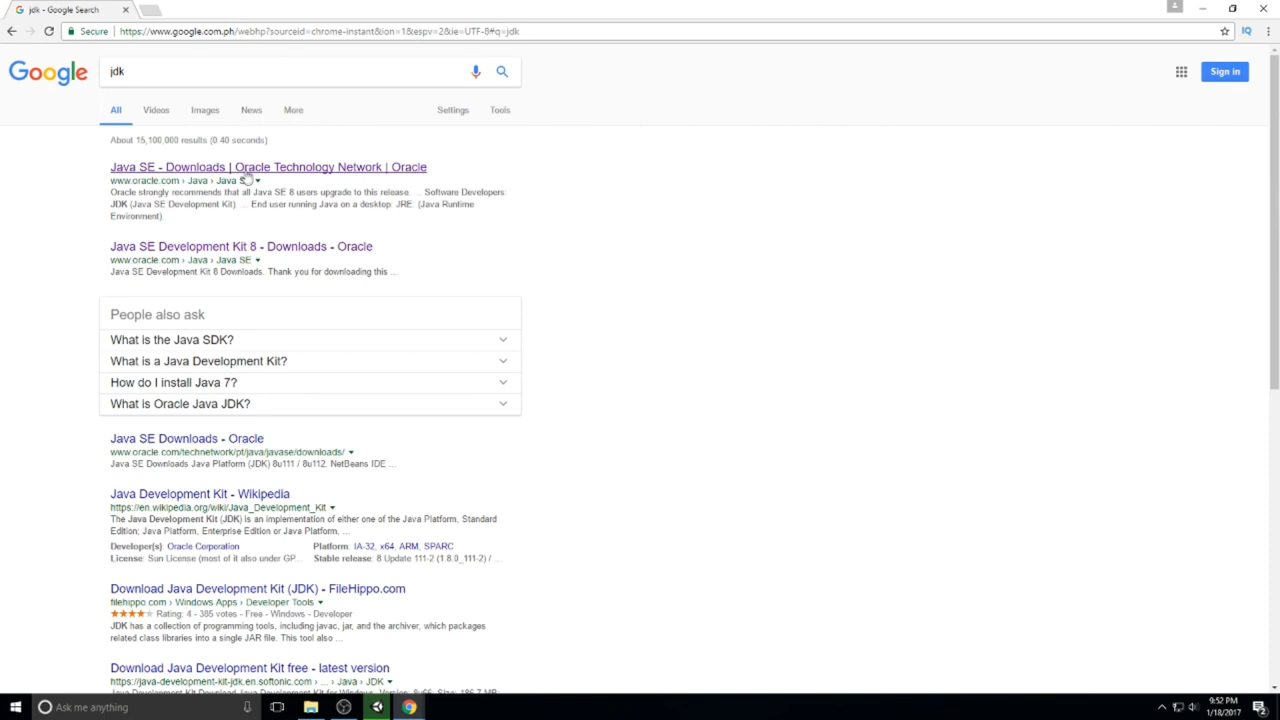 jdk - Google Search
Secure
https://www.google.com.ph/webhp?sourceid=chrome-instant&ion=1&espv=2&ie=UTF-8#q=jdk
Google
jdk
Sign in
All Videos Images News More Settings Tools
About 15,100,000 results (0.40 seconds)
Java SE - Downloads | Oracle Technology Network | Oracle
www.oracle.com › Java › Java
Oracle strongly recommends that all Java SE 8 users upgrade to this release. ... Software Developers:
JDK (Java SE Development Kit). ... End user running Java on a desktop: JRE: (Java Runtime
Environment).
Java SE Development Kit 8 - Downloads - Oracle
www.oracle.com › Java › Java SE
Java SE Development Kit 8 Downloads. Thank you for downloading this ...
People also ask
What is the Java SDK?
What is a Java Development Kit?
How do I install Java 7?
What is Oracle Java JDK?
Java SE Downloads - Oracle
www.oracle.com/technetwork/pt/java/javase/downloads/
Java SE Downloads Java Platform (JDK) 8u111 / 8u112. NetBeans IDE ...
Java Development Kit - Wikipedia
https://en.wikipedia.org/wiki/Java_Development_Kit
The Java Development Kit (JDK) is an implementation of either one of the Java Platform, Standard
Edition; Java Platform, Enterprise Edition or Java Platform, ...
Developer(s): Oracle Corporation Platform: IA-32, x64, ARM, SPARC
License: Sun License (most of it also under GP... Stable release: 8 Update 111-2 (1.8.0_111-2) / ...
Download Java Development Kit (JDK) - FileHippo.com
filehippo.com › Windows Apps › Developer Tools
Rating: 4 - 385 votes - Free - Windows - Developer
JDK has a collection of programming tools, including javac, jar, and the archiver, which packages
related class libraries into a single JAR file. This tool also ...
Download Java Development Kit free - latest version
https://java-development-kit-jdk.en.softonic.com › ... › Java › JDK
Ask me anything
9:52 PM
1/18/2017
2